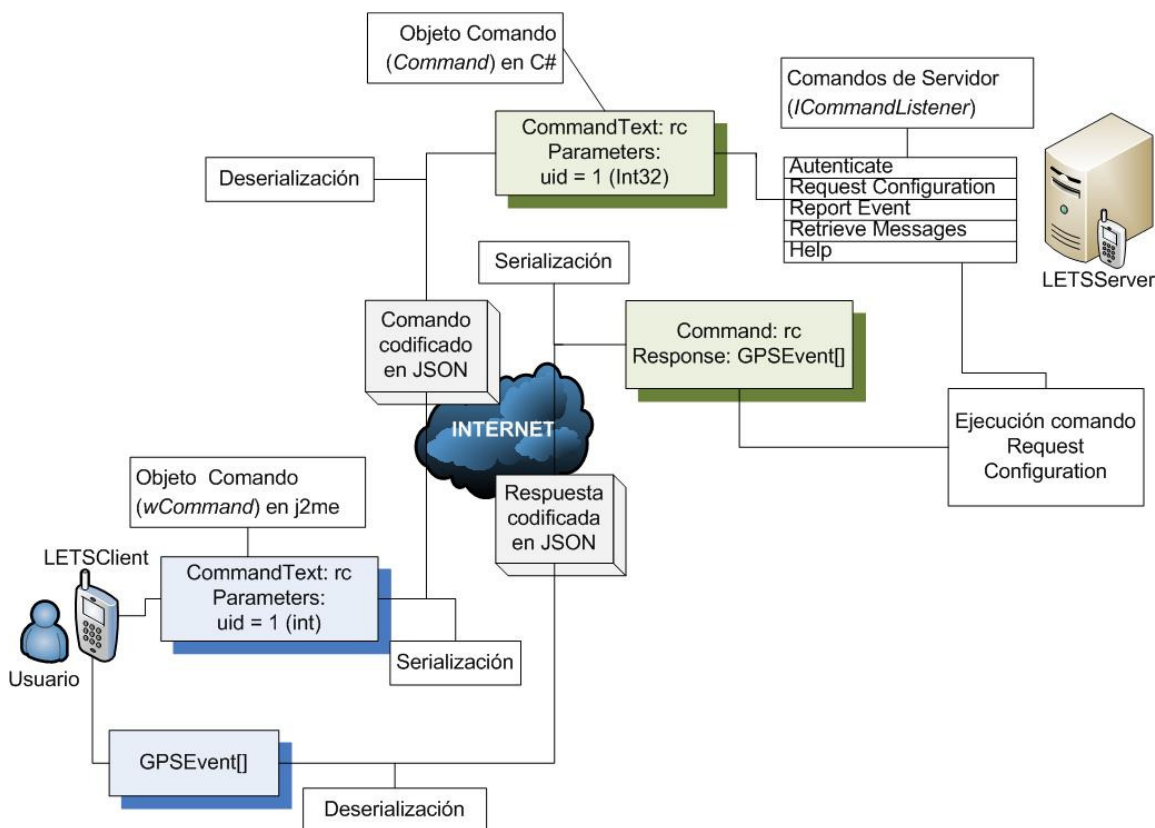 Objeto Comando
(Command) en C#
Comandos de Servidor
(ICommandListener)
CommandText: rc
Parameters:
uid = 1 (Int32)
Deserialización
Autenticate
Request Configuration
Report Event
Retrieve Messages
Help
LETSServer
Serialización
Comando
codificado
en JSON
Command: rc
Response: GPSEvent[]
INTERNET
Ejecución comando
Request
Configuration
Objeto Comando
(wCommand) en j2me
Respuesta
codificada
en JSON
LETSClient
CommandText: rc
Parameters:
uid = 1 (int)
Usuario
Serialización
GPSEvent[]
Deserialización